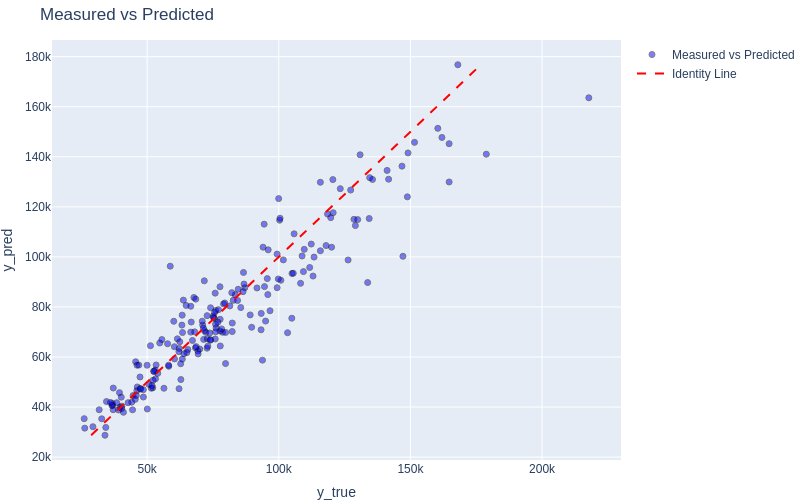 Measured vs Predicted
Measured vs Predicted
Identity Line
180k
160k
140k
120k
100k
80k
60k
40k
20k
y_pred
50k
100k
150k
200k
y_true